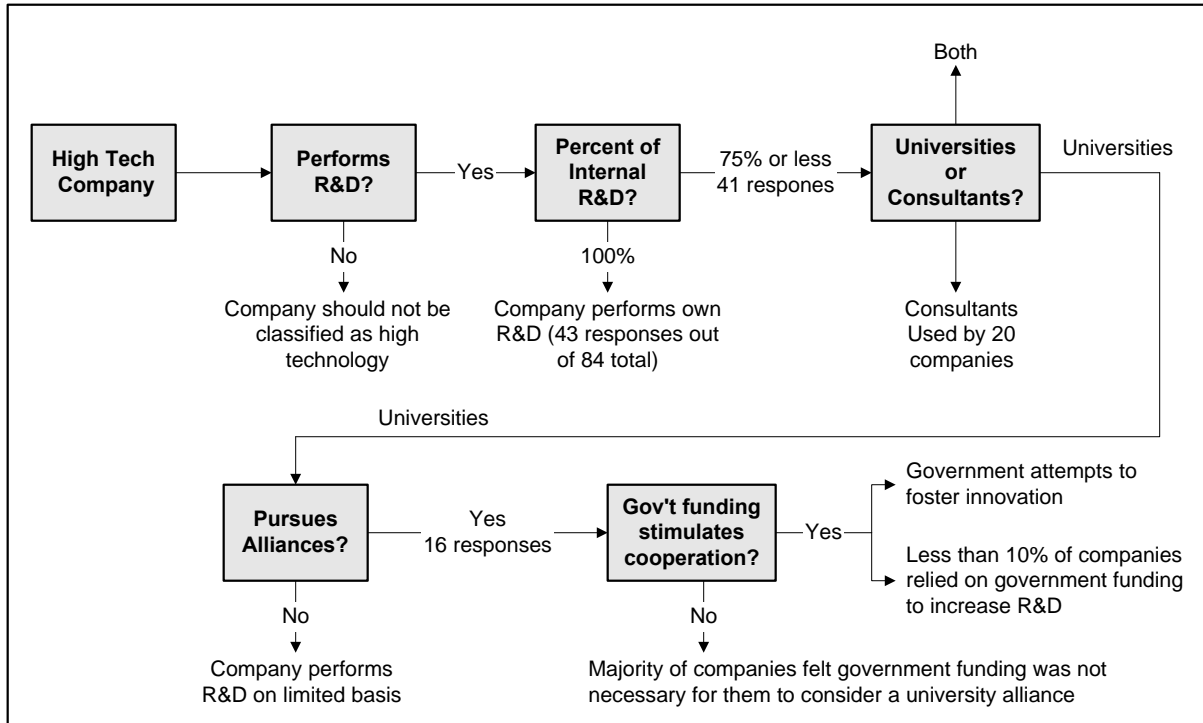 Both
High Tech
Company
Performs
R&D?
Yes
Percent of
Internal
R&D?
75% or less
41 respones
Universities
or
Consultants?
Universities
No
Company should not be
classified as high
technology
100%
Company performs own
R&D (43 responses out
of 84 total)
Consultants
Used by 20
companies
Universities
Pursues
Alliances?
Yes
16 responses
Gov't funding
stimulates
cooperation?
Yes
Government attempts to
foster innovation
Less than 10% of companies
relied on government funding
to increase R&D
No
Company performs
R&D on limited basis
No
Majority of companies felt government funding was not
necessary for them to consider a university alliance